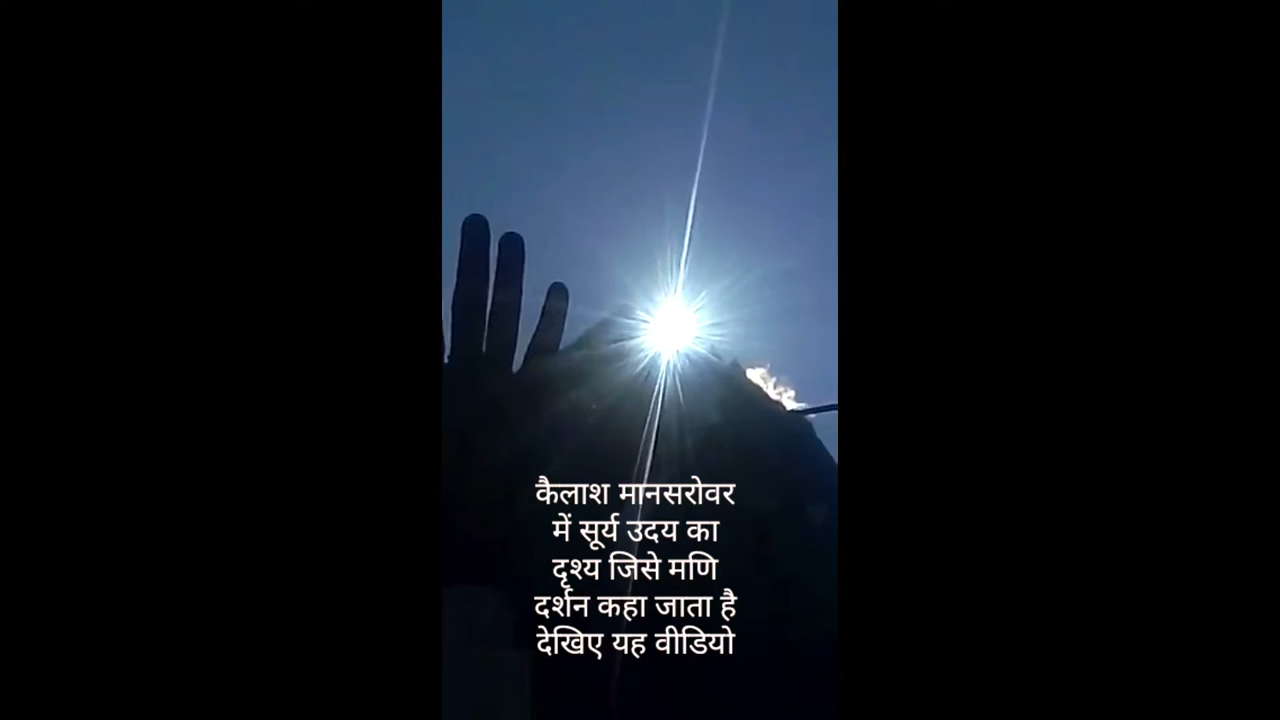 कैलाश मानसरोवर
में सूर्य उदय का
दृश्य जिसे मणि
दर्शन कहा जाता है
देखिए यह वीडियो